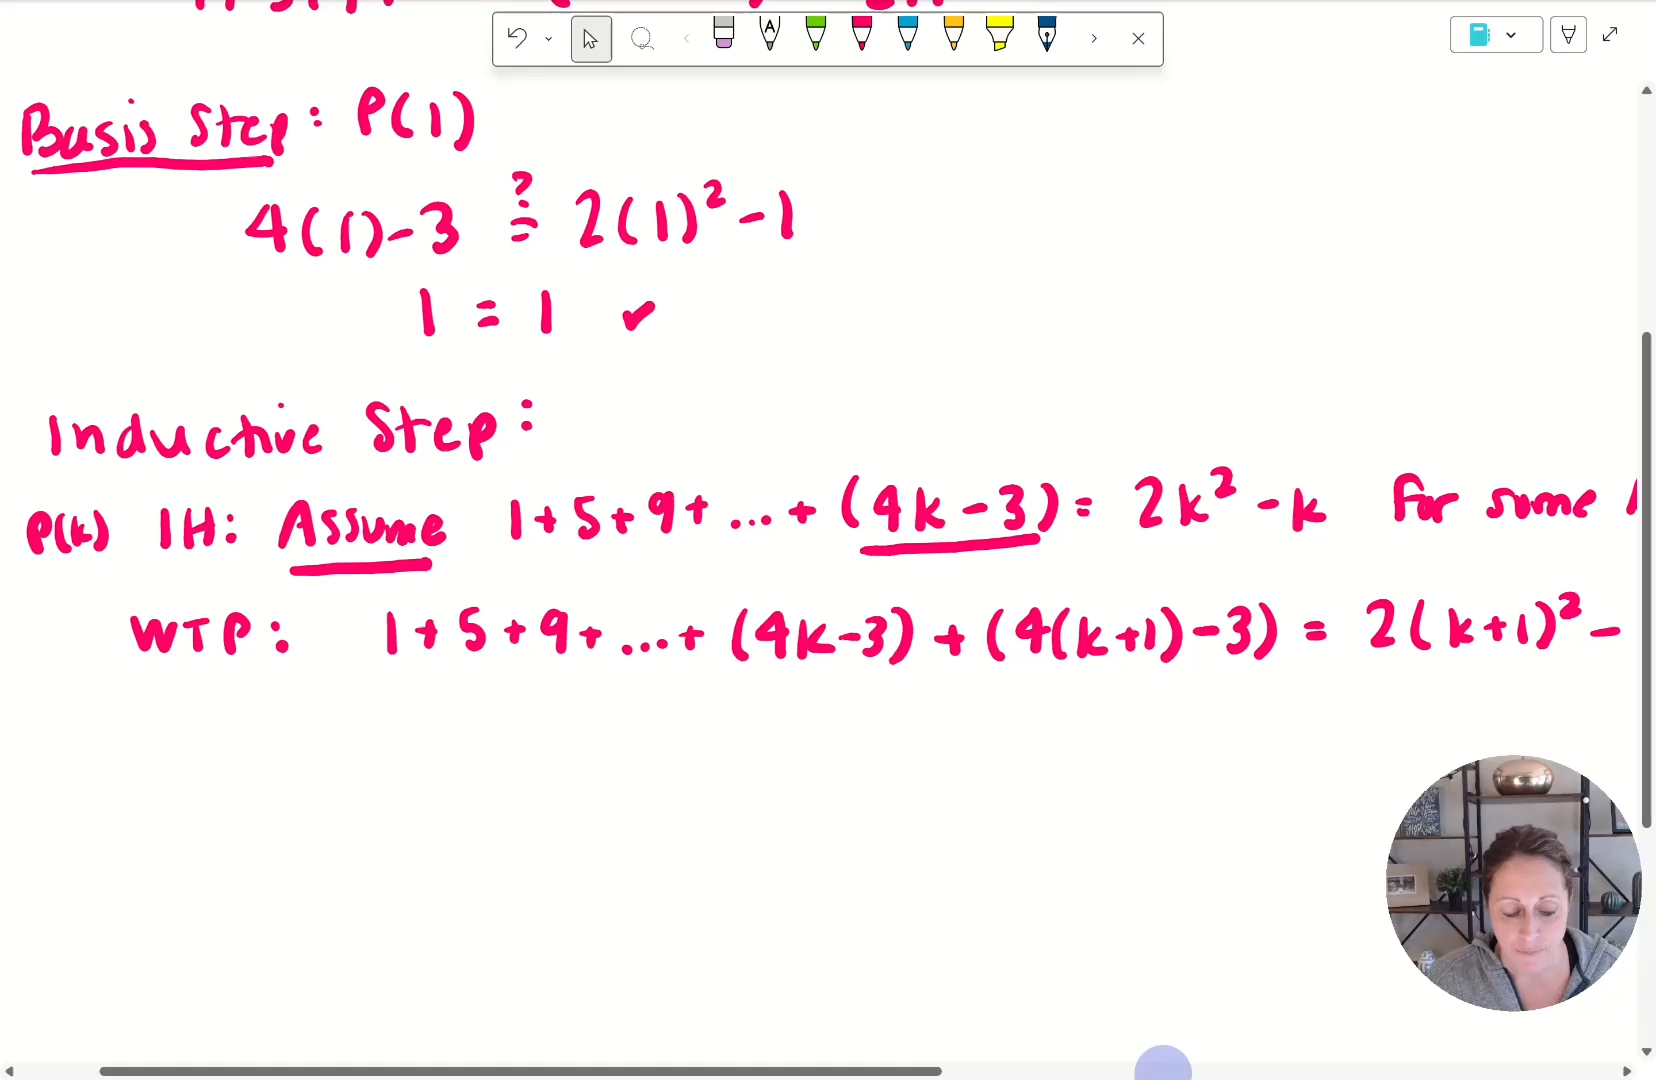 Basis Step: P(1)
4(1)-3 ≟ 2(1)² -1
1 = 1 ✓
Inductive Step:
P(k) IH: Assume 1+5+9+...+(4k-3)= 2k² -k for some
WTP: 1+5+9+...+(4k-3)+(4(k+1)-3) = 2(k+1)² -